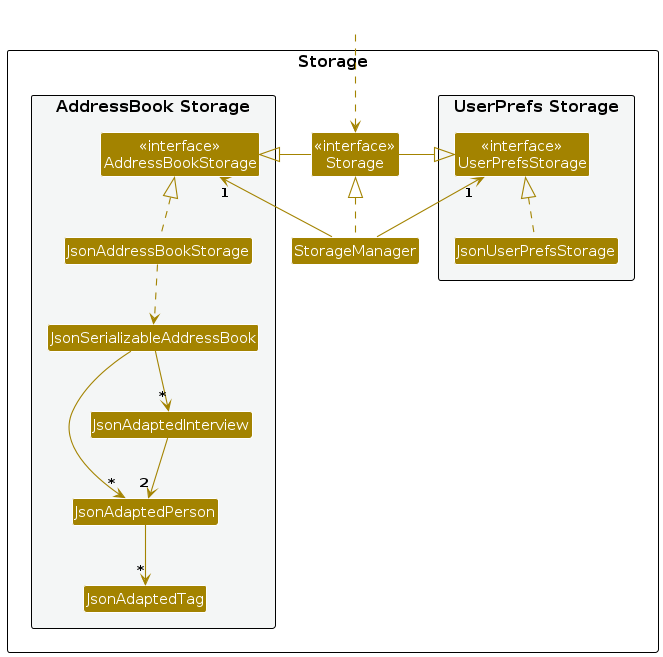 Storage
AddressBook Storage
UserPrefs Storage
«interface»
AddressBookStorage
«interface»
Storage
«interface»
UserPrefsStorage
1
1
JsonAddressBookStorage
StorageManager
JsonUserPrefsStorage
JsonSerializableAddressBook
*
JsonAdaptedInterview
*
2
JsonAdaptedPerson
*
JsonAdaptedTag